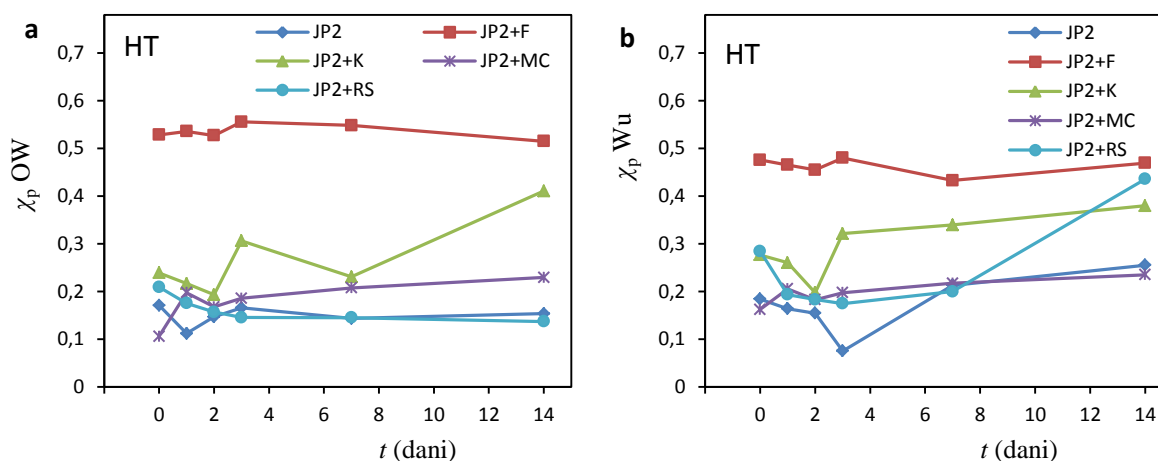 a
HT
JP2
JP2+F
JP2+K
JP2+MC
JP2+RS
0,7
0,6
0,5
0,4
0,3
0,2
0,1
0
χp OW
0 2 4 6 8 10 12 14
t (dani)
b
HT
JP2
JP2+F
JP2+K
JP2+MC
JP2+RS
0,7
0,6
0,5
0,4
0,3
0,2
0,1
0
χp Wu
0 2 4 6 8 10 12 14
t (dani)